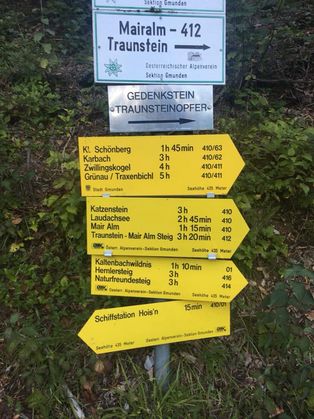 Mairalm - 412
Traunstein
Oesterreichischer Alpenverein
Sektion Gmunden
GEDENKSTEIN
TRAUNSTEINOPFER
Kl. Schönberg 1h 45min 410/63
Karbach 3h 410/62
Zwillingskogel 4h 410/411
Grünau / Traxenbichl 5h 410/411
Stadt Gmunden Seehöhe 435 Meter
Katzenstein 3h 410
Laudachsee 2h 45min 410
Mair Alm 1h 15min 410
Traunstein - Mair Alm Steig 3h 20min 412
Österr. Alpenverein-Sektion Gmunden Seehöhe 435 Meter
Kaltenbachwildnis 1h 10min 01
Hernlersteig 3h 416
Naturfreundesteig 3h 414
Oesterr. Alpenverein-Sektion Gmunden Seehöhe 435 Meter
Schiffstation Hois'n 15min 410/01
Seehöhe 435 Meter Oesterr. Alpenverein-Sektion Gmunden